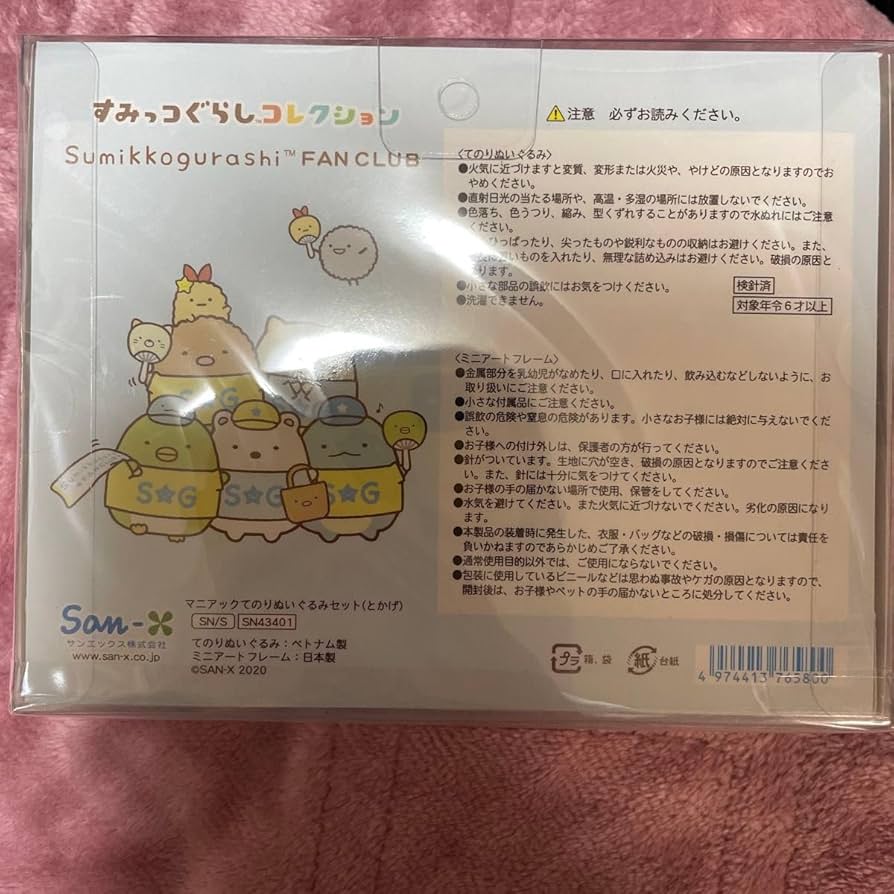 すみっコぐらし™コレクション
Sumikkogurashi™ FAN CLUB
⚠注意 必ずお読みください。
〈てのりぬいぐるみ〉
●火気に近づけますと変質、変形または火災や、やけどの原因となりますのでお
やめください。
●直射日光の当たる場所や、高温・多湿の場所には放置しないでください。
●色落ち、色うつり、縮み、型くずれすることがありますので水ぬれにはご注意
ください。
ひっぱったり、尖ったものや鋭利なものの収納はお避けください。また、
いものを入れたり、無理な詰め込みはお避けください。破損の原因と
ります。
●小さな部品の誤飲にはお気をつけください。
●洗濯できません。
検針済
対象年令6才以上
〈ミニアートフレーム〉
●金属部分を乳幼児がなめたり、口に入れたり、飲み込むなどしないように、お
取り扱いにご注意ください。
●小さな付属品にご注意ください。
●誤飲の危険や窒息の危険があります。小さなお子様には絶対に与えないでくだ
さい。
●お子様への付け外しは、保護者の方が行ってください。
●針がついています。生地に穴が空き、破損の原因となりますのでご注意くださ
い。また、針には十分に気をつけてください。
●お子様の手の届かない場所で使用、保管をしてください。
●水気を避けてください。また火気に近づけないでください。劣化の原因になりま
す。
●本製品の装着時に発生した、衣服・バッグなどの破損・損傷については責任を
負いかねますのであらかじめご了承ください。
●通常使用目的以外では、ご使用にならないでください。
●包装に使用しているビニールなどは思わぬ事故やケガの原因となりますので、
開封後は、お子様やペットの手の届かないところに処分してください。
S★G
S★G
S★G
S G
Sumikko
San-X
サンエックス株式会社
www.san-x.co.jp
マニアックてのりぬいぐるみセット(とかげ)
SN/S
SN43401
てのりぬいぐるみ：ベトナム製
ミニアートフレーム：日本製
©SAN-X 2020
プラ 箱、袋
紙 台紙
4 974413 765800